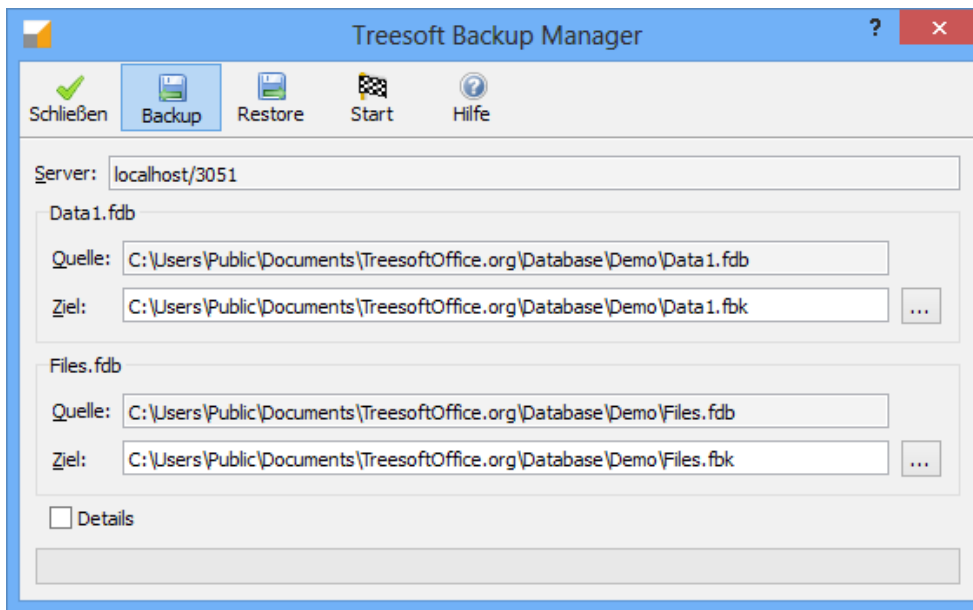 Treesoft Backup Manager
?
Schließen Backup Restore Start Hilfe
Server: localhost/3051
Data1.fdb
Quelle: C:\Users\Public\Documents\TreesoftOffice.org\Database\Demo\Data1.fdb
Ziel: C:\Users\Public\Documents\TreesoftOffice.org\Database\Demo\Data1.fbk ...
Files.fdb
Quelle: C:\Users\Public\Documents\TreesoftOffice.org\Database\Demo\Files.fdb
Ziel: C:\Users\Public\Documents\TreesoftOffice.org\Database\Demo\Files.fbk ...
Details